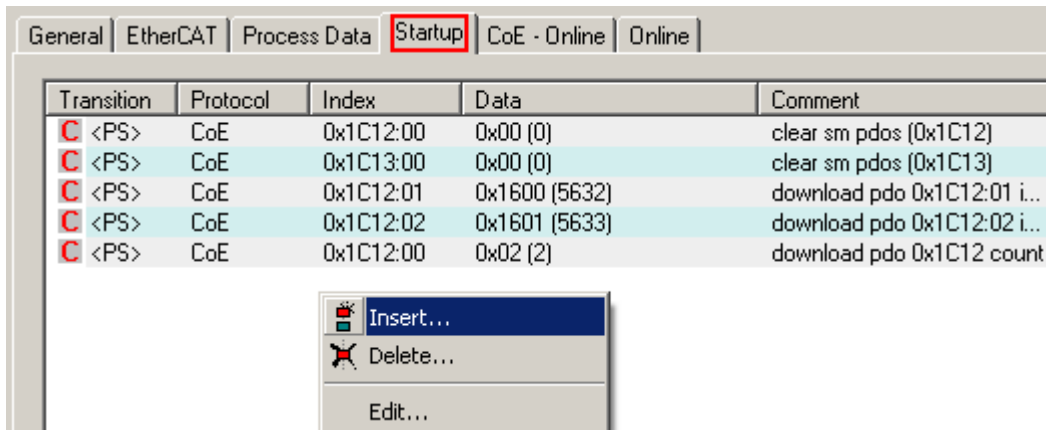 General EtherCAT Process Data Startup CoE - Online Online
Transition Protocol Index Data Comment
C <PS> CoE 0x1C12:00 0x00 (0) clear sm pdos (0x1C12)
C <PS> CoE 0x1C13:00 0x00 (0) clear sm pdos (0x1C13)
C <PS> CoE 0x1C12:01 0x1600 (5632) download pdo 0x1C12:01 i...
C <PS> CoE 0x1C12:02 0x1601 (5633) download pdo 0x1C12:02 i...
C <PS> CoE 0x1C12:00 0x02 (2) download pdo 0x1C12 count
Insert...
Delete...
Edit...